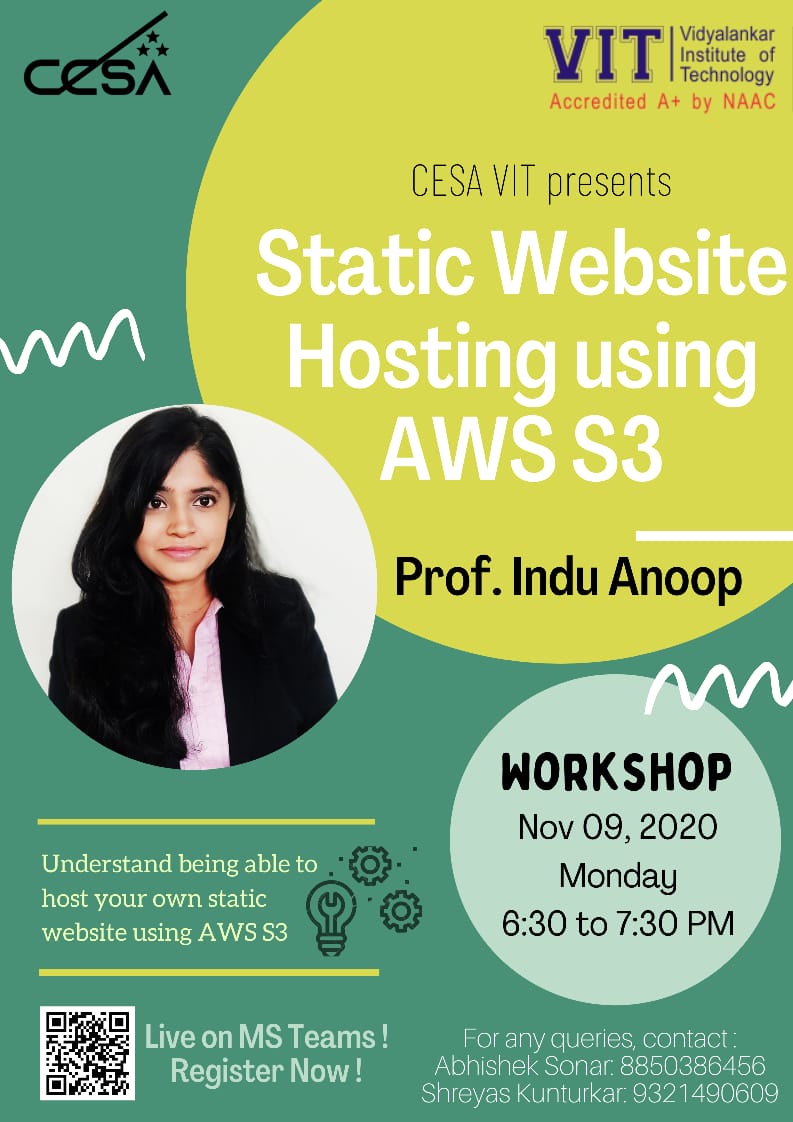 CESA
VIT
Vidyalankar
Institute of
Technology
Accredited A+ by NAAC
CESA VIT presents
Static Website
Hosting using
AWS S3
Prof. Indu Anoop
WORKSHOP
Nov 09, 2020
Monday
6:30 to 7:30 PM
Understand being able to
host your own static
website using AWS S3
Live on MS Teams !
Register Now !
For any queries, contact :
Abhishek Sonar: 8850386456
Shreyas Kunturkar: 9321490609